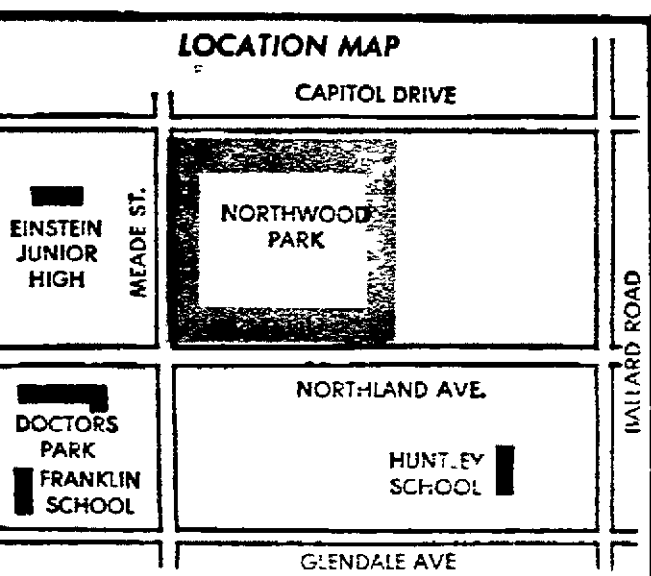 LOCATION MAP
CAPITOL DRIVE
MEADE ST.
NORTHWOOD
PARK
EINSTEIN
JUNIOR
HIGH
BALLARD ROAD
NORTHLAND AVE.
DOCTORS
PARK
FRANKLIN
SCHOOL
HUNTLEY
SCHOOL
GLENDALE AVE